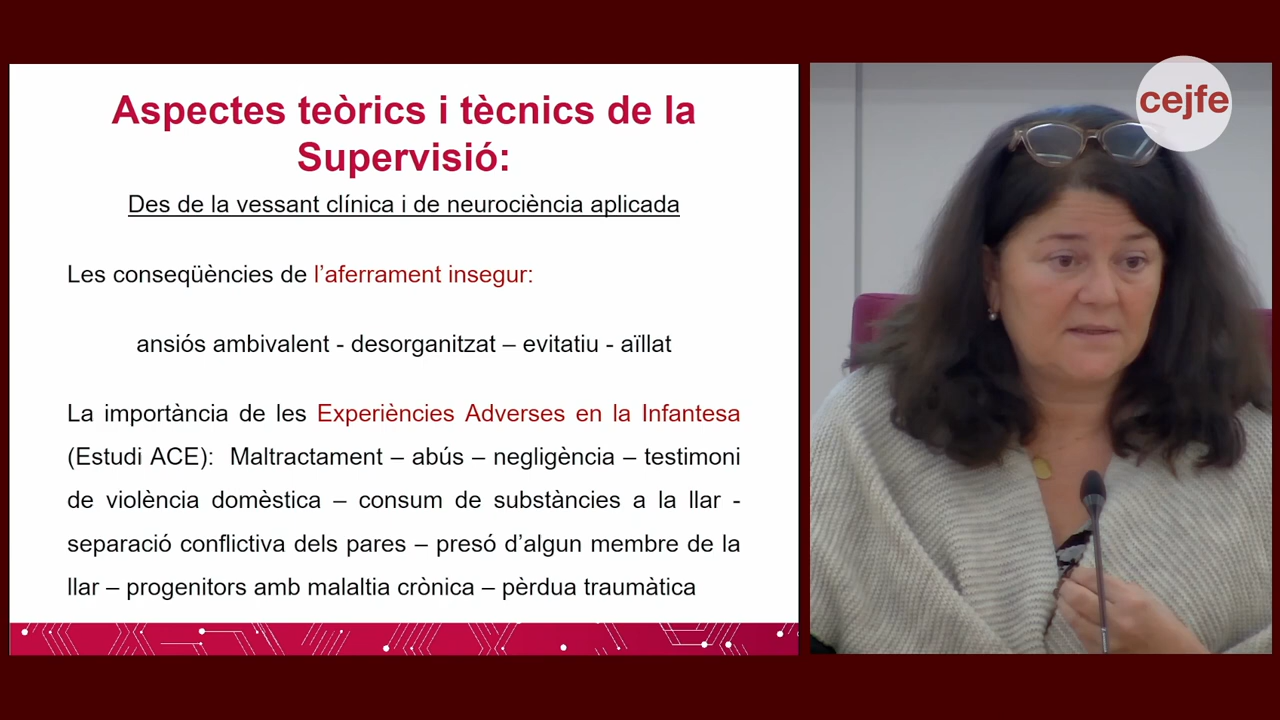 Aspectes teòrics i tècnics de la
Supervisió:
Des de la vessant clínica i de neurociència aplicada
Les conseqüències de l’aferrament insegur:
ansiós ambivalent - desorganitzat – evitatiu - aïllat
La importància de les Experiències Adverses en la Infantesa
(Estudi ACE): Maltractament – abús – negligència – testimoni
de violència domèstica – consum de substàncies a la llar -
separació conflictiva dels pares – presó d’algun membre de la
llar – progenitors amb malaltia crònica – pèrdua traumàtica
cejfe